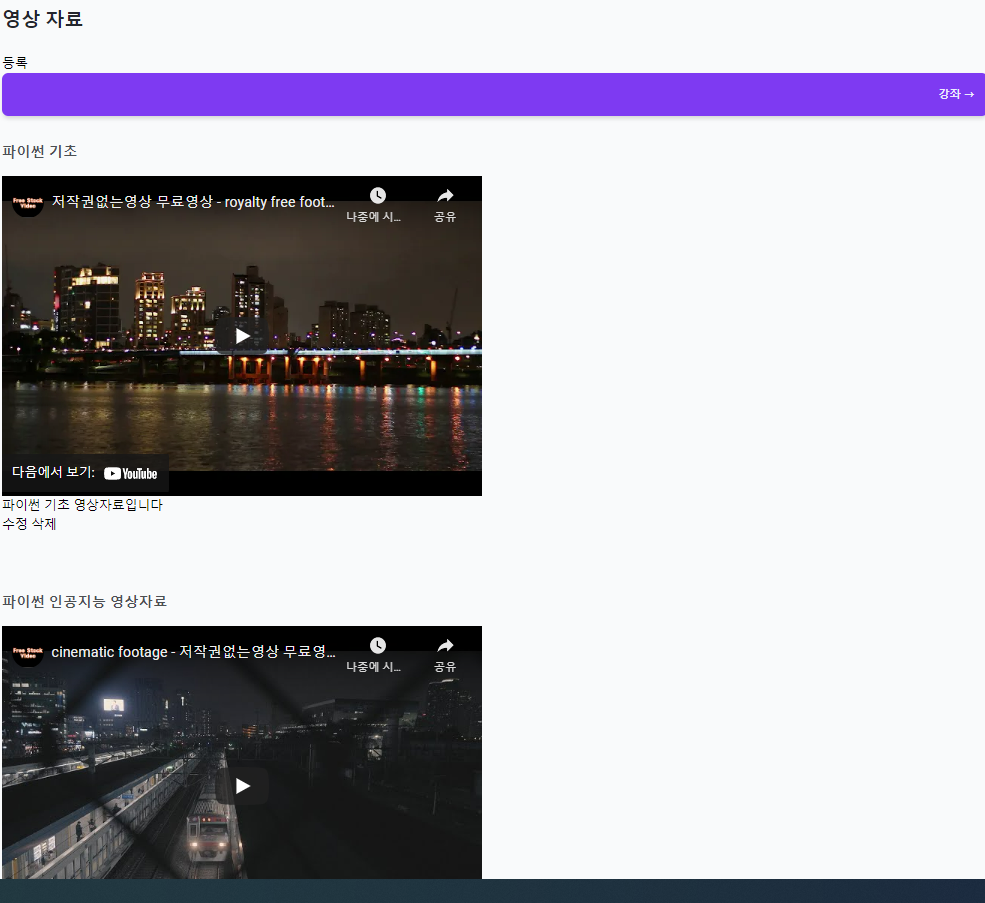 영상 자료
등록
강좌 →
파이썬 기초
Free Stock
Video
저작권없는영상 무료영상 - royalty free foot...
나중에 시...
공유
다음에서 보기: YouTube
파이썬 기초 영상자료입니다
수정 삭제
파이썬 인공지능 영상자료
Free Stock
Video
cinematic footage - 저작권없는영상 무료영...
나중에 시...
공유